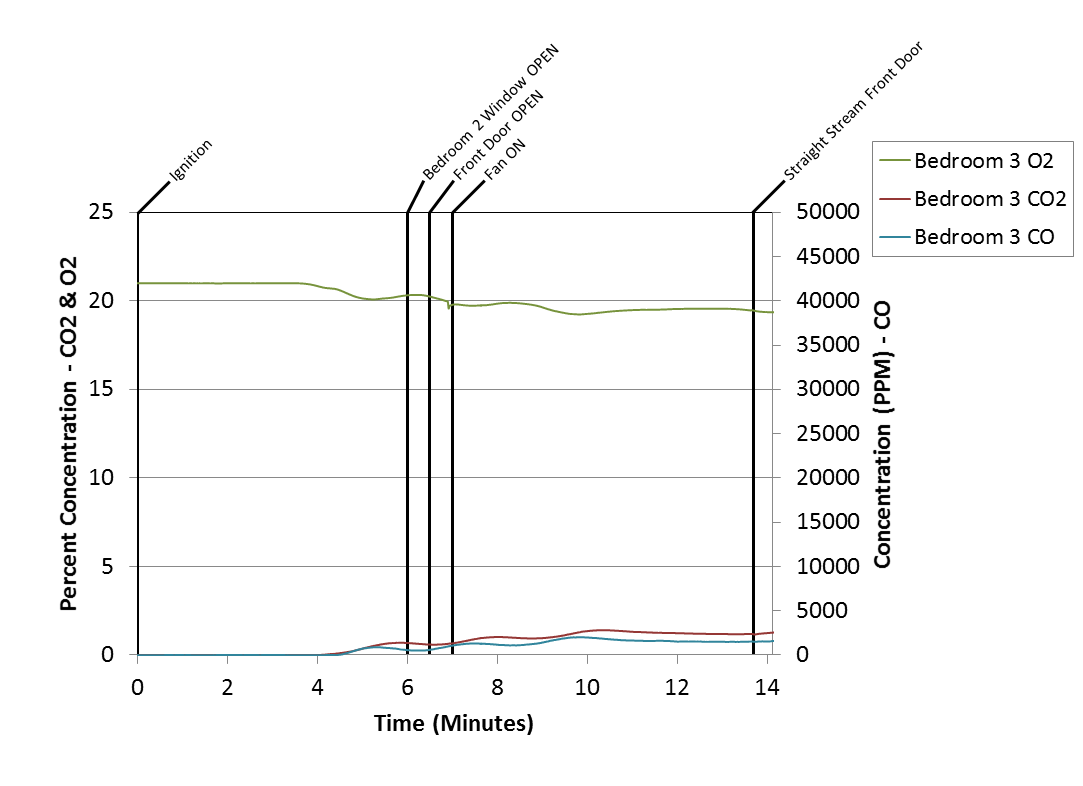 Ignition
Bedroom 2 Window OPEN
Front Door OPEN
Fan ON
Straight Stream Front Door
Bedroom 3 O2
Bedroom 3 CO2
Bedroom 3 CO
Percent Concentration - CO2 & O2
25
20
15
10
5
0
50000
45000
40000
35000
30000
25000
20000
15000
10000
5000
0
Concentration (PPM) - CO
0 2 4 6 8 10 12 14
Time (Minutes)